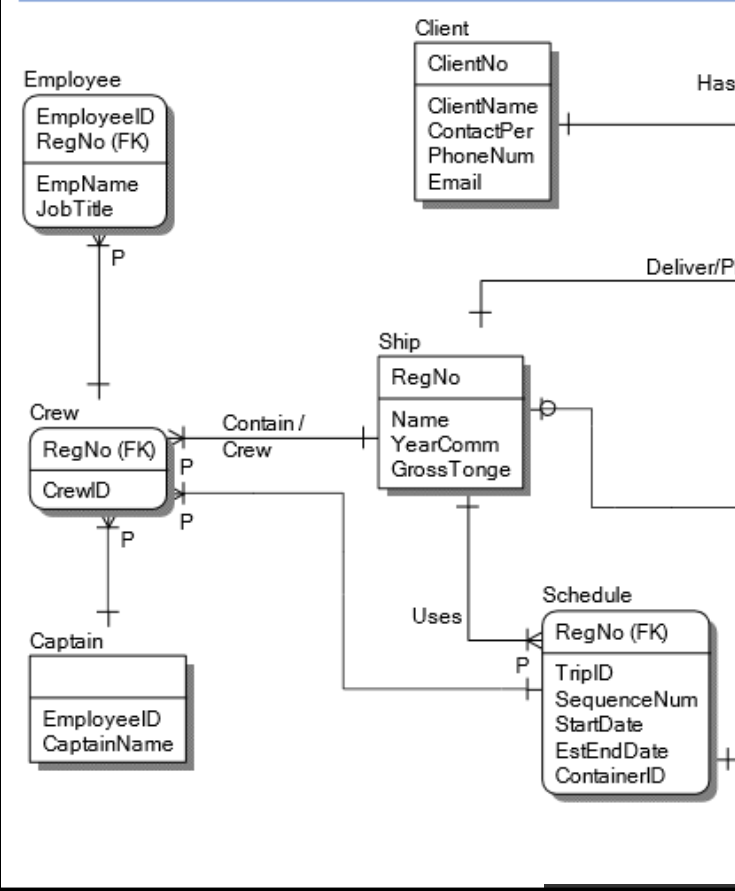 Client
ClientNo
ClientName
ContactPer
PhoneNum
Email
Has
Employee
EmployeeID
RegNo (FK)
EmpName
JobTitle
P
Deliver/P
Ship
RegNo
Name
YearComm
GrossTonge
Crew
RegNo (FK)
CrewID
Contain /
Crew
P
P
P
Uses
Schedule
RegNo (FK)
TripID
SequenceNum
StartDate
EstEndDate
ContainerID
P
Captain
EmployeeID
CaptainName